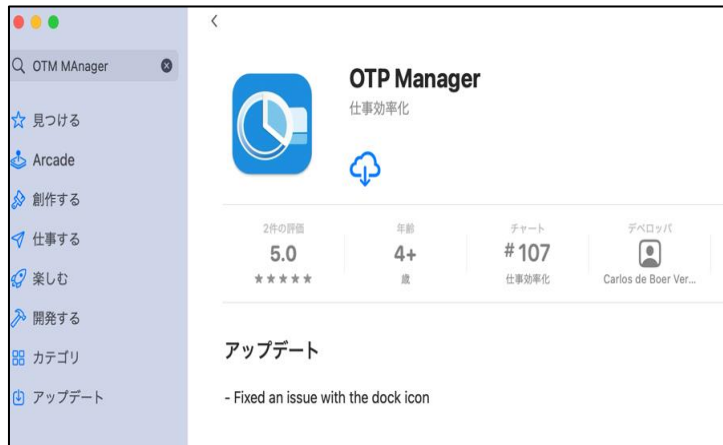 OTM MAnager
見つける
Arcade
創作する
仕事する
楽しむ
開発する
カテゴリ
アップデート
OTP Manager
仕事効率化
2件の評価
5.0
★★★★★
年齢
4+
歳
チャート
#107
仕事効率化
デベロッパ
Carlos de Boer Ver...
アップデート
- Fixed an issue with the dock icon